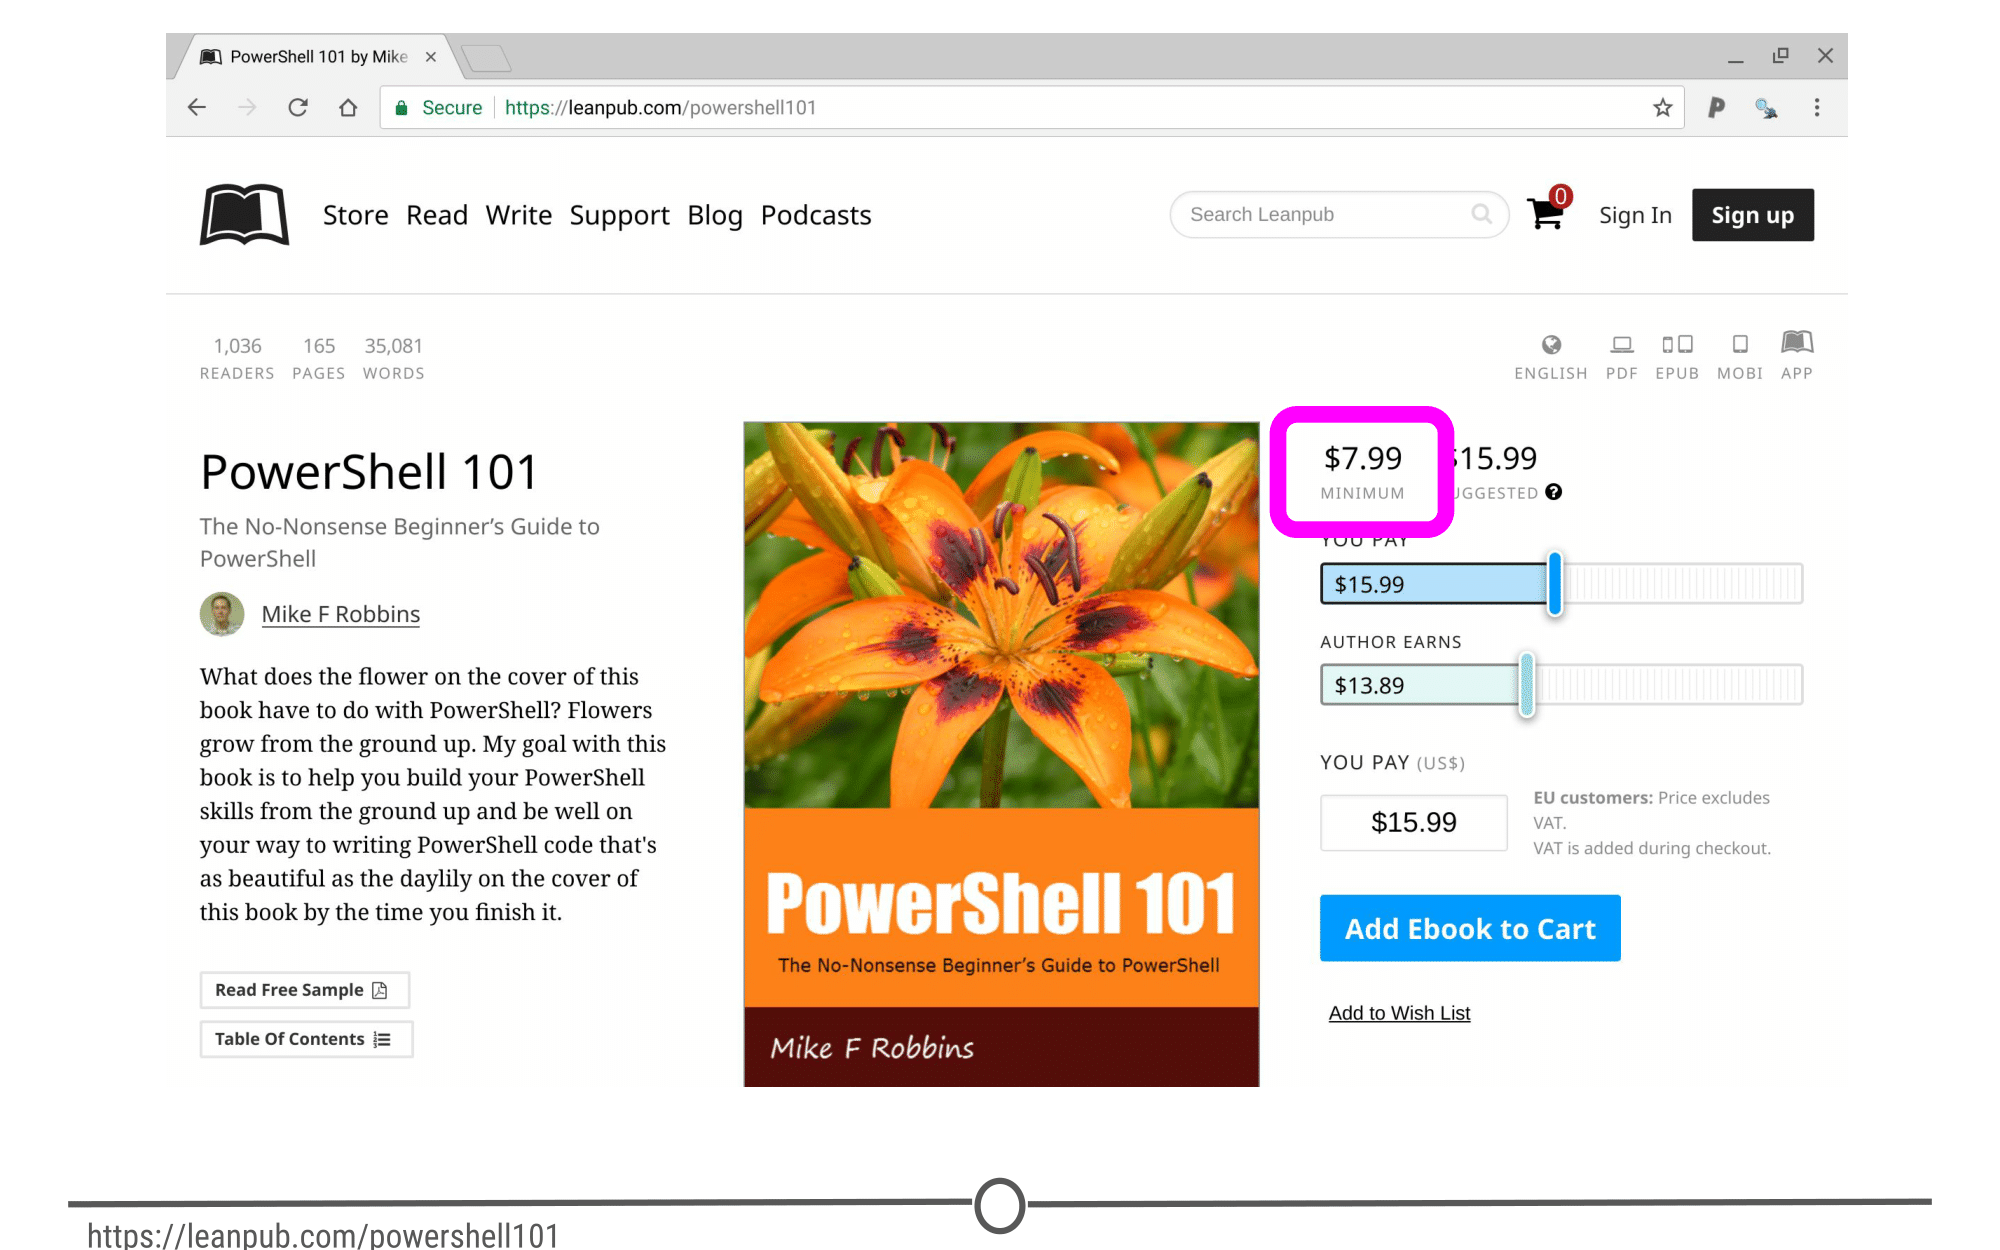 PowerShell 101 by Mike
Secure https://leanpub.com/powershell101
Store Read Write Support Blog Podcasts
Search Leanpub
0
Sign In
Sign up
1,036 165 35,081
READERS PAGES WORDS
ENGLISH PDF EPUB MOBI APP
PowerShell 101
The No-Nonsense Beginner's Guide to
PowerShell
Mike F Robbins
What does the flower on the cover of this
book have to do with PowerShell? Flowers
grow from the ground up. My goal with this
book is to help you build your PowerShell
skills from the ground up and be well on
your way to writing PowerShell code that's
as beautiful as the daylily on the cover of
this book by the time you finish it.
Read Free Sample
Table Of Contents
PowerShell 101
The No-Nonsense Beginner's Guide to PowerShell
Mike F Robbins
$7.99 $15.99
MINIMUM SUGGESTED ?
YOU PAY
$15.99
AUTHOR EARNS
$13.89
YOU PAY (US$)
$15.99
EU customers: Price excludes
VAT.
VAT is added during checkout.
Add Ebook to Cart
Add to Wish List
https://leanpub.com/powershell101